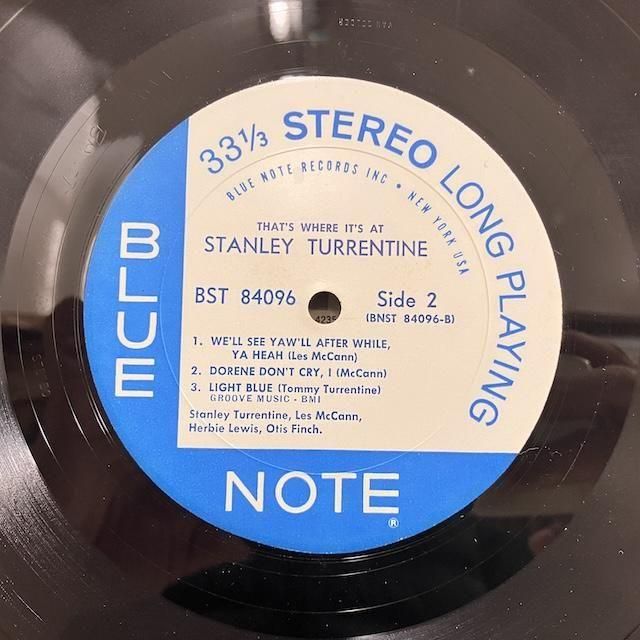 33 1/3 STEREO LONG PLAYING
BLUE NOTE RECORDS INC • NEW YORK USA
THAT'S WHERE IT'S AT
STANLEY TURRENTINE
BST 84096
Side 2
(BNST 84096-B)
1. WE'LL SEE YAW'LL AFTER WHILE,
YA HEAH (Les McCann)
2. DORENE DON'T CRY, I (McCann)
3. LIGHT BLUE (Tommy Turrentine)
GROOVE MUSIC - BMI
Stanley Turrentine, Les McCann,
Herbie Lewis, Otis Finch.
BLUE
NOTE
®